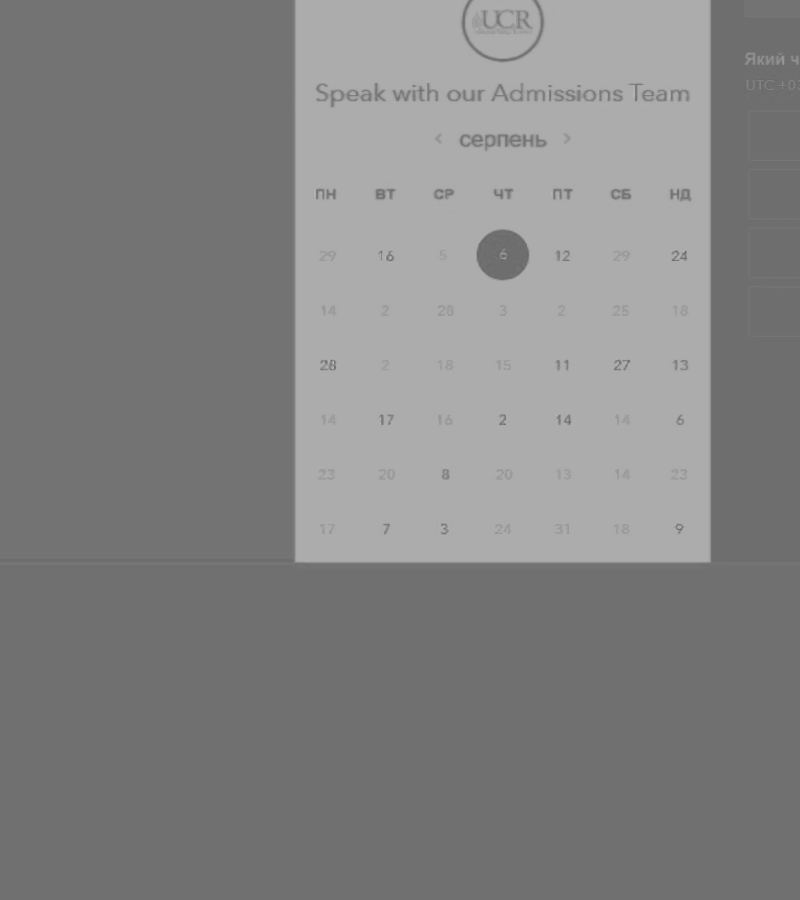 UCR
Speak with our Admissions Team
< серпень >
ПН ВТ СР ЧТ ПТ СБ НД
29 16 5 6 12 29 24
14 2 28 3 2 25 18
28 2 18 15 11 27 13
14 17 16 2 14 14 6
23 20 8 20 13 14 23
17 7 3 24 31 18 9
Який ч
UTC +03